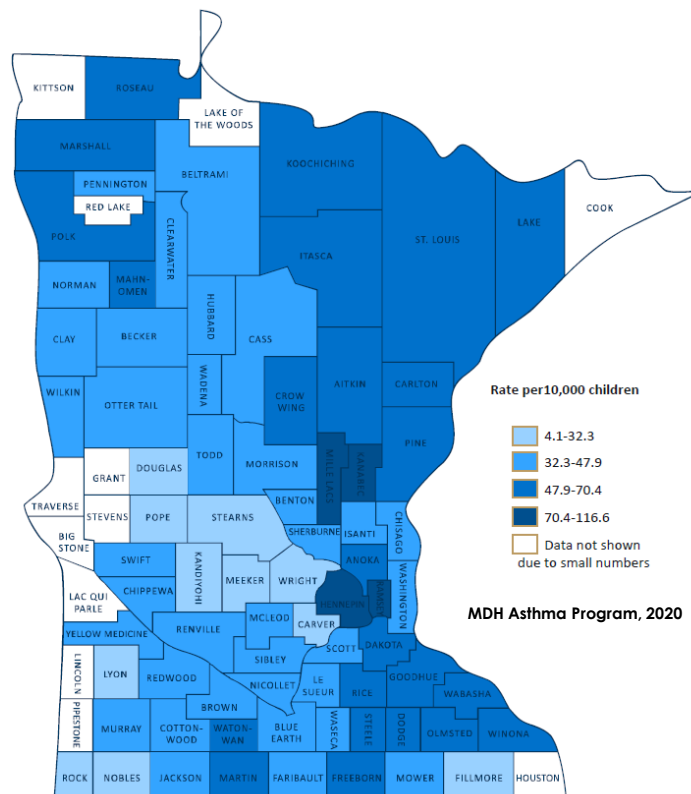 KITTSON
ROSEAU
LAKE OF
THE WOODS
MARSHALL
KOOCHICHING
BELTRAMI
PENNINGTON
RED LAKE
COOK
LAKE
ST. LOUIS
POLK
CLEARWATER
ITASCA
MAHN-
OMEN
NORMAN
HUBBARD
CASS
CLAY
BECKER
AITKIN
CARLTON
WADENA
CROW
WING
WILKIN
OTTER TAIL
Rate per10,000 children
4.1-32.3
32.3-47.9
47.9-70.4
70.4-116.6
Data not shown
due to small numbers
PINE
MILLE LACS
KANABEC
TODD
MORRISON
DOUGLAS
GRANT
BENTON
TRAVERSE
STEVENS
POPE
STEARNS
SHERBURNE
ISANTI
CHISAGO
BIG
STONE
ANOKA
SWIFT
KANDIYOHI
MEEKER
WRIGHT
WASHINGTON
HENNEPIN
RAMSEY
LAC QUI
PARLE
CHIPPEWA
MDH Asthma Program, 2020
MCLEOD
CARVER
RENVILLE
YELLOW MEDICINE
SCOTT
DAKOTA
SIBLEY
LINCOLN
LYON
REDWOOD
NICOLLET
LE
SUEUR
RICE
GOODHUE
WABASHA
BROWN
PIPESTONE
MURRAY
COTTON-
WOOD
WATON-
WAN
BLUE
EARTH
WASECA
STEELE
DODGE
OLMSTED
WINONA
ROCK
NOBLES
JACKSON
MARTIN
FARIBAULT
FREEBORN
MOWER
FILLMORE
HOUSTON